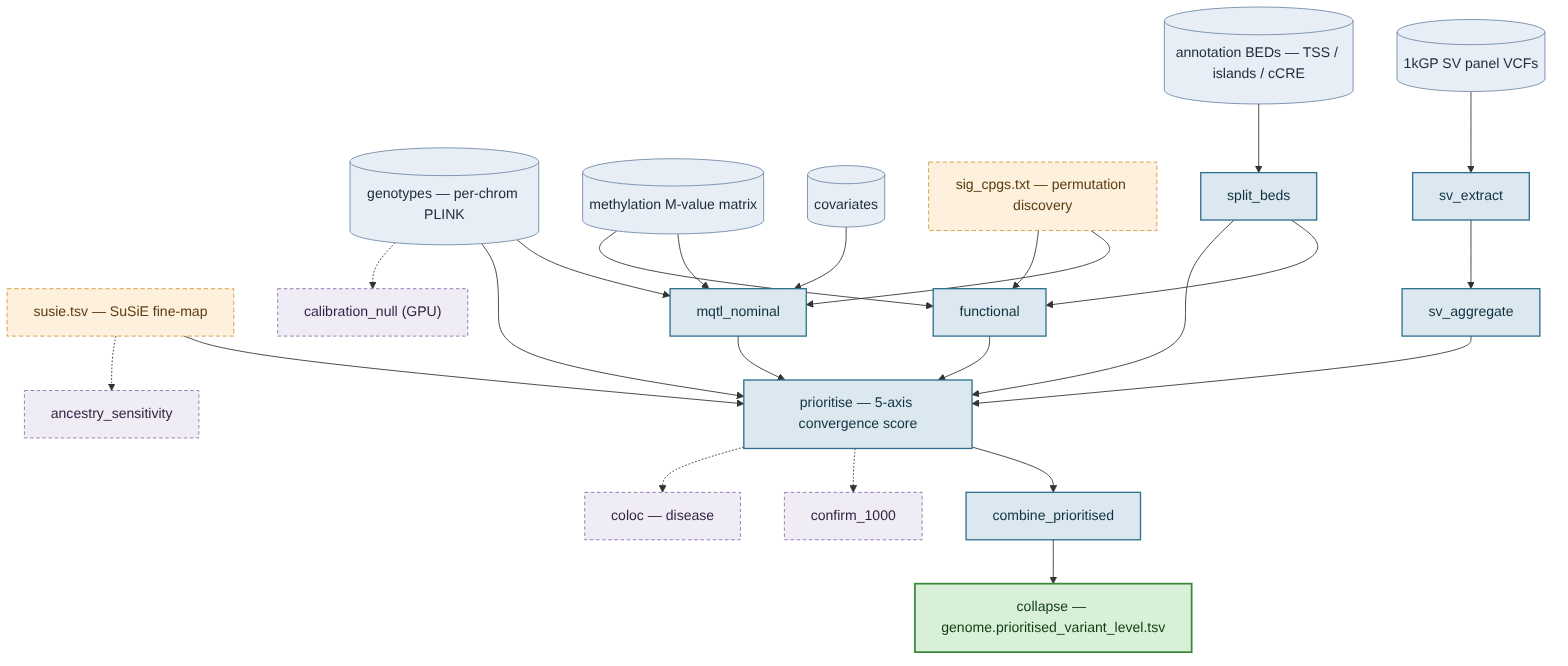 annotation BEDs — TSS /
islands / cCRE
1kGP SV panel VCFs
genotypes — per-chrom
PLINK
methylation M-value matrix
covariates
sig_cpgs.txt — permutation
discovery
split_beds
sv_extract
susie.tsv — SuSiE fine-map
calibration_null (GPU)
mqtl_nominal
functional
sv_aggregate
ancestry_sensitivity
prioritise — 5-axis
convergence score
coloc — disease
confirm_1000
combine_prioritised
collapse —
genome.prioritised_variant_level.tsv